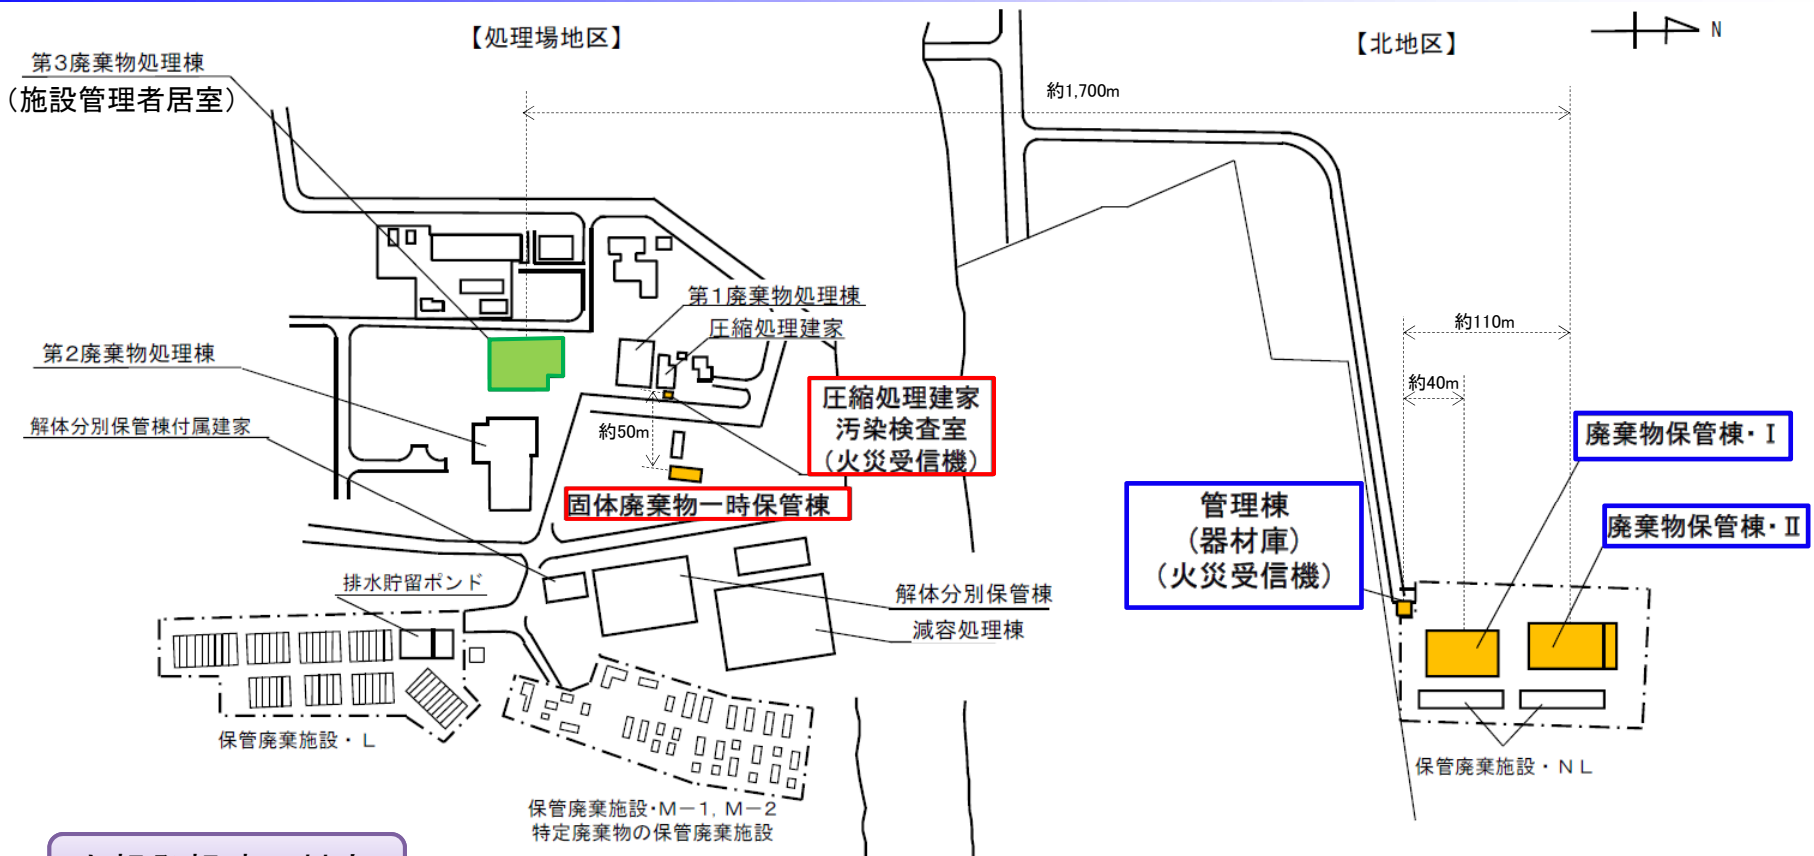 【処理場地区】
【北地区】
N
第3廃棄物処理棟
（施設管理者居室）
約1,700m
第1廃棄物処理棟
圧縮処理建家
約110m
第2廃棄物処理棟
約40m
圧縮処理建家
汚染検査室
（火災受信機）
解体分別保管棟付属建家
約50m
廃棄物保管棟・Ⅰ
固体廃棄物一時保管棟
管理棟
（器材庫）
（火災受信機）
廃棄物保管棟・Ⅱ
排水貯留ポンド
解体分別保管棟
減容処理棟
保管廃棄施設・Ｌ
保管廃棄施設・ＮＬ
保管廃棄施設・Ｍ－１，Ｍ－２
特定廃棄物の保管廃棄施設